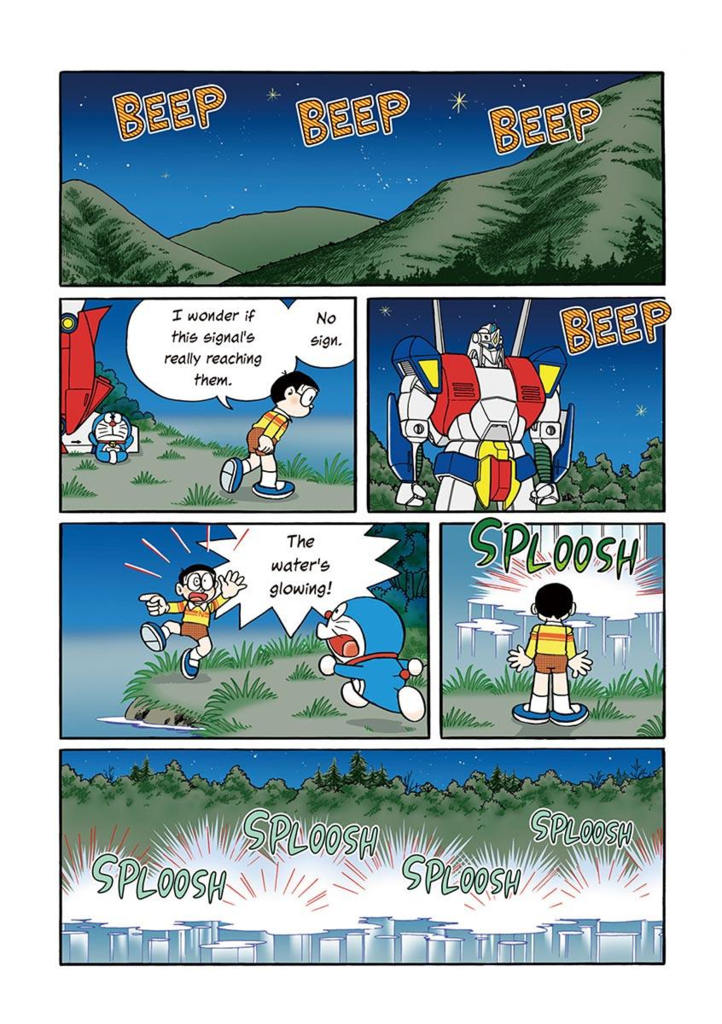 BEEP
BEEP
BEEP
I wonder if
this signal's
really reaching
them.
No
sign.
BEEP
The
water's
glowing!
SPLOOSH
SPLOOSH
SPLOOSH
SPLOOSH
SPLOOSH